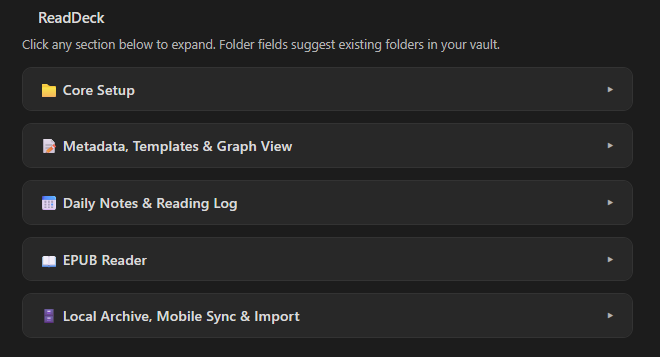 ReadDeck
Click any section below to expand. Folder fields suggest existing folders in your vault.
Core Setup
Metadata, Templates & Graph View
Daily Notes & Reading Log
EPUB Reader
Local Archive, Mobile Sync & Import